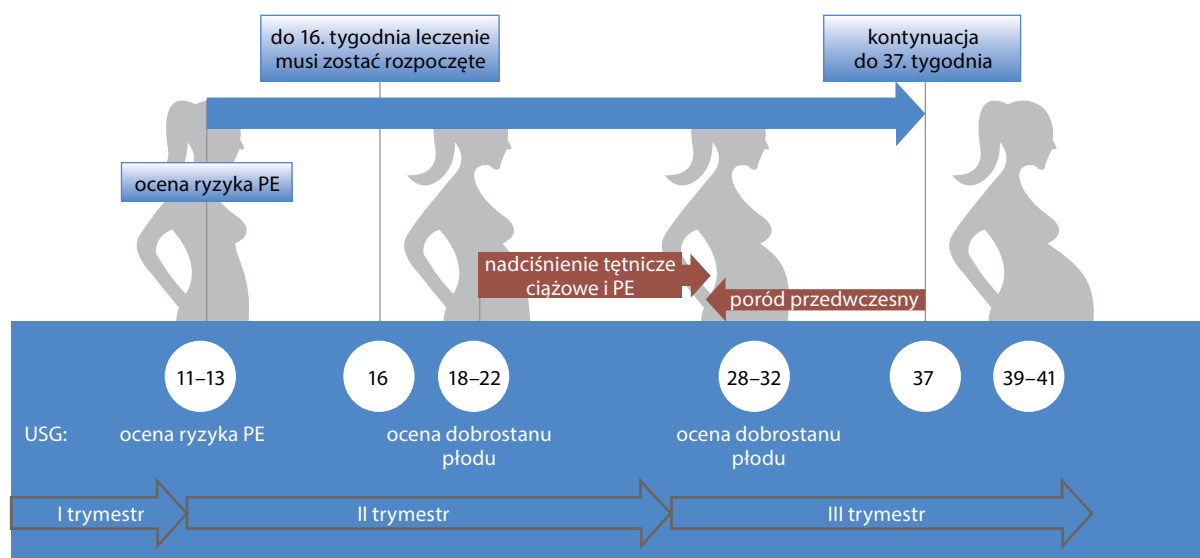 do 16. tygodnia leczenie
musi zostać rozpoczęte
kontynuacja
do 37. tygodnia
ocena ryzyka PE
nadciśnienie tętnicze
ciążowe i PE
poród przedwczesny
11–13
16
18–22
28–32
37
39–41
USG:
ocena ryzyka PE
ocena dobrostanu
płodu
ocena dobrostanu
płodu
I trymestr
II trymestr
III trymestr